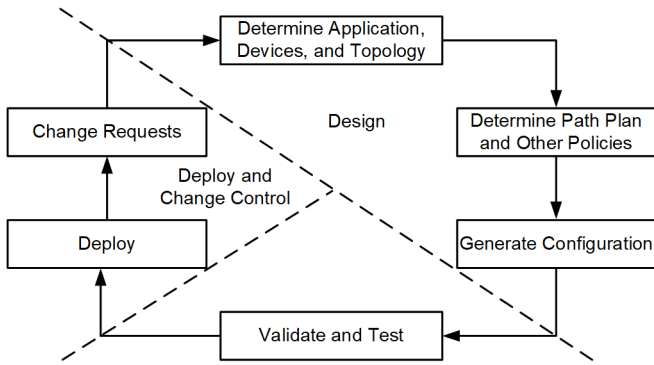 Determine Application,
Devices, and Topology
Change Requests
Design
Determine Path Plan
and Other Policies
Deploy and
Change Control
Deploy
Generate Configuration
Validate and Test